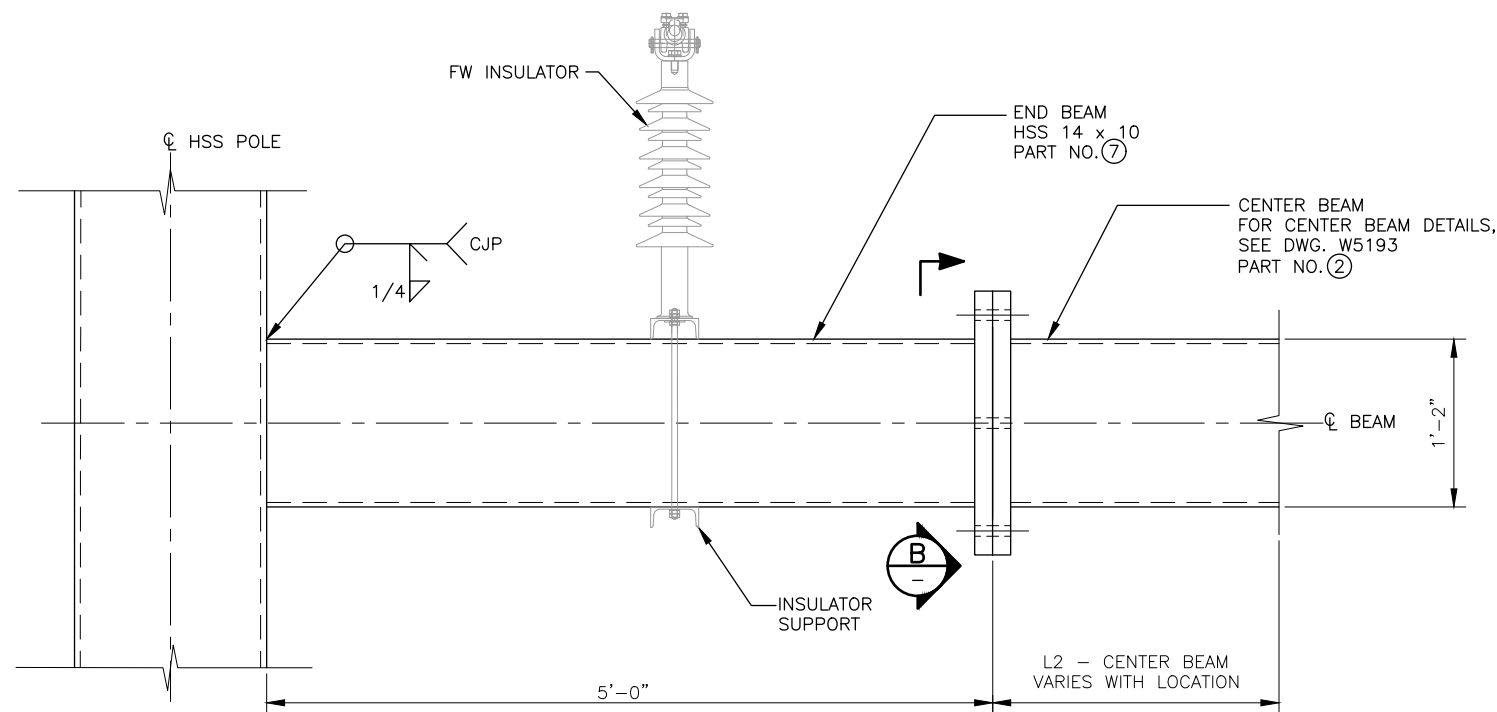 FW INSULATOR
℄ HSS POLE
END BEAM
HSS 14 x 10
PART NO. 7
CENTER BEAM
FOR CENTER BEAM DETAILS,
SEE DWG. W5193
PART NO. 2
CJP
1/4
℄ BEAM
1'-2"
B
-
INSULATOR
SUPPORT
L2 - CENTER BEAM
VARIES WITH LOCATION
5'-0"